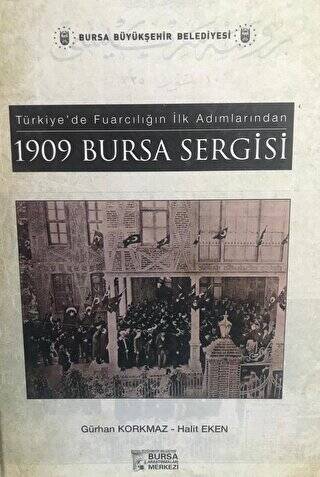 BURSA BÜYÜKŞEHİR BELEDİYESİ
Türkiye'de Fuarcılığın İlk Adımlarından
1909 BURSA SERGİSİ
Gürhan KORKMAZ - Halit EKEN
BURSA
ARAŞTIRMALARI
MERKEZİ